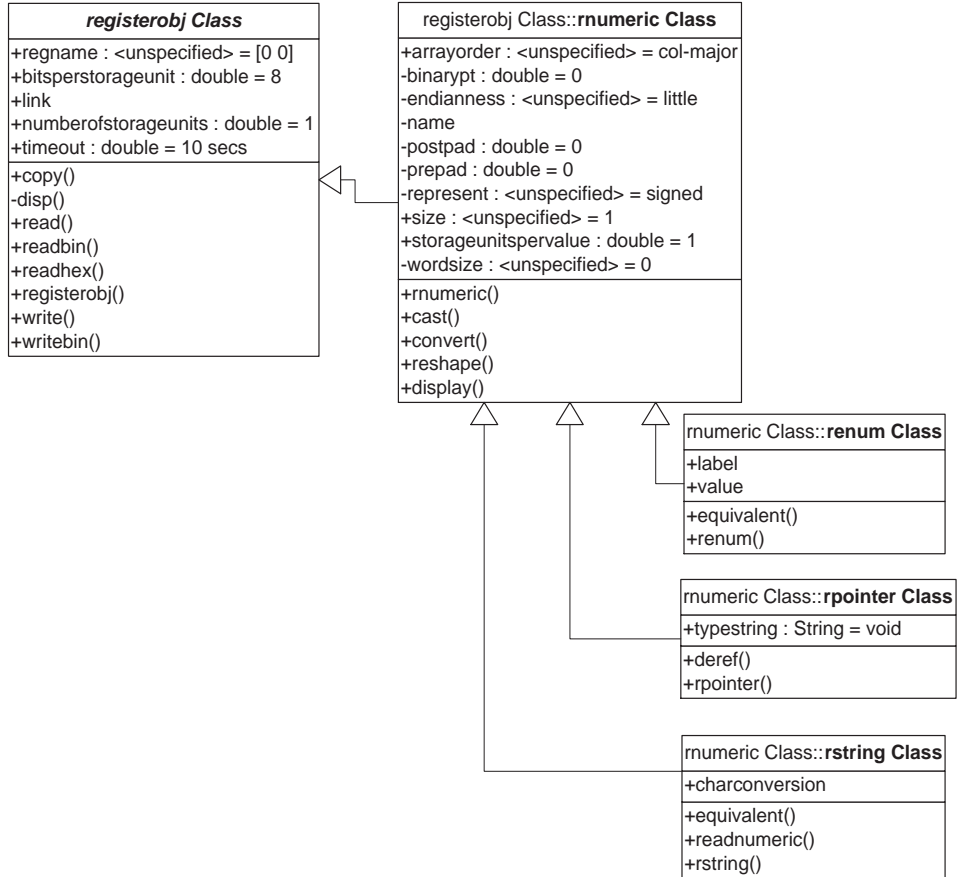 registerobj Class
+regname : <unspecified> = [0 0]
+bitsperstorageunit : double = 8
+link
+numberofstorageunits : double = 1
+timeout : double = 10 secs
+copy()
-disp()
+read()
+readbin()
+readhex()
+registerobj()
+write()
+writebin()
registerobj Class::rnumeric Class
+arrayorder : <unspecified> = col-major
-binarypt : double = 0
-endianness : <unspecified> = little
-name
-postpad : double = 0
-prepad : double = 0
-represent : <unspecified> = signed
+size : <unspecified> = 1
+storageunitspervalue : double = 1
-wordsize : <unspecified> = 0
+rnumeric()
+cast()
+convert()
+reshape()
+display()
rnumeric Class::renum Class
+label
+value
+equivalent()
+renum()
rnumeric Class::rpointer Class
+typestring : String = void
+deref()
+rpointer()
rnumeric Class::rstring Class
+charconversion
+equivalent()
+readnumeric()
+rstring()